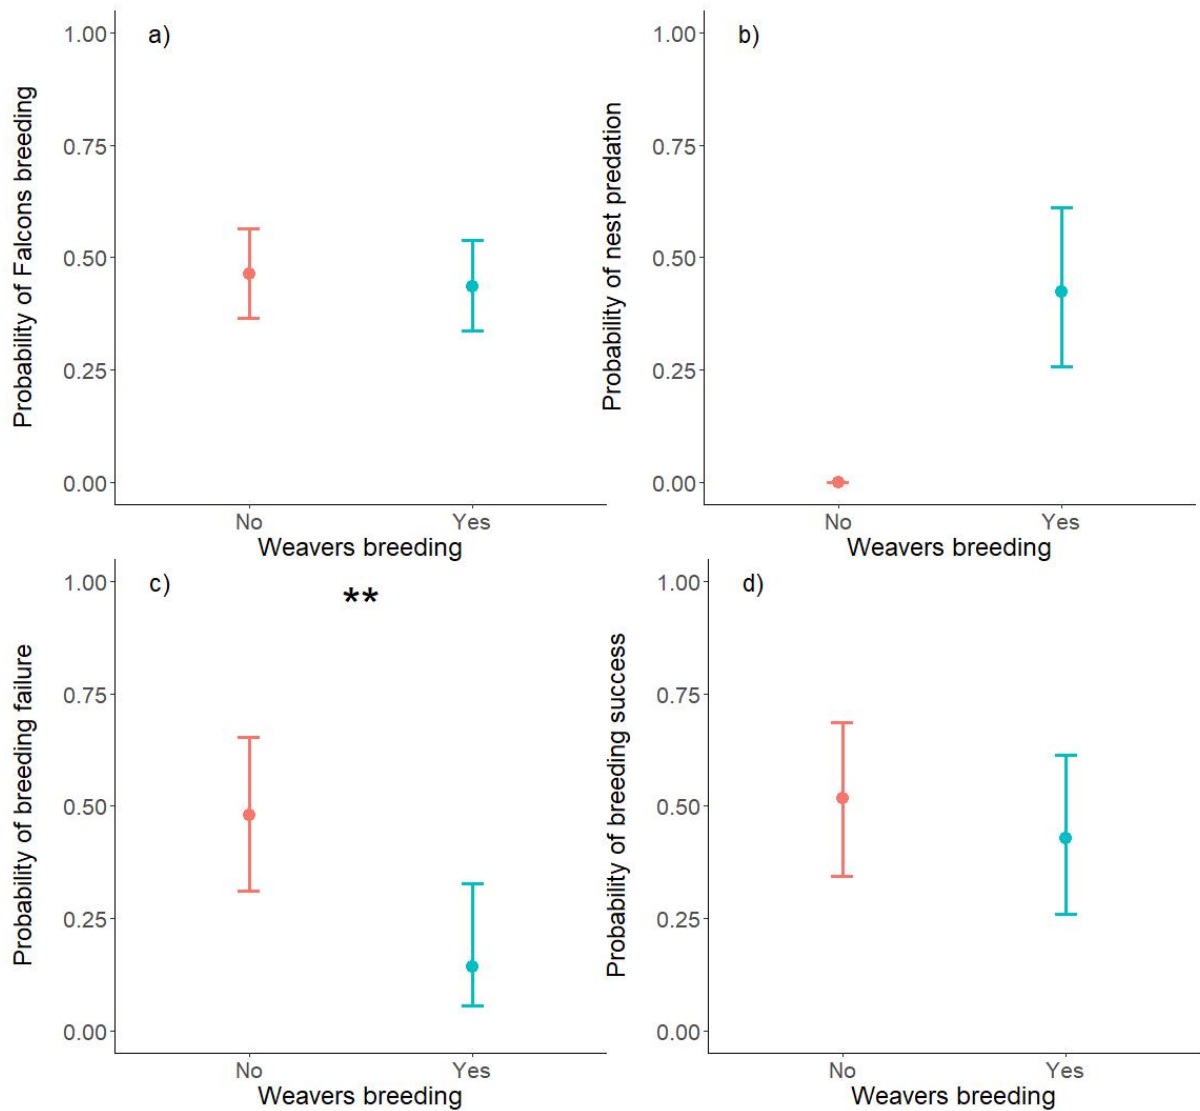 a)
Probability of Falcons breeding
1.00
0.75
0.50
0.25
0.00
No Yes
Weavers breeding
b)
Probability of nest predation
1.00
0.75
0.50
0.25
0.00
No Yes
Weavers breeding
c)
**
Probability of breeding failure
1.00
0.75
0.50
0.25
0.00
No Yes
Weavers breeding
d)
Probability of breeding success
1.00
0.75
0.50
0.25
0.00
No Yes
Weavers breeding